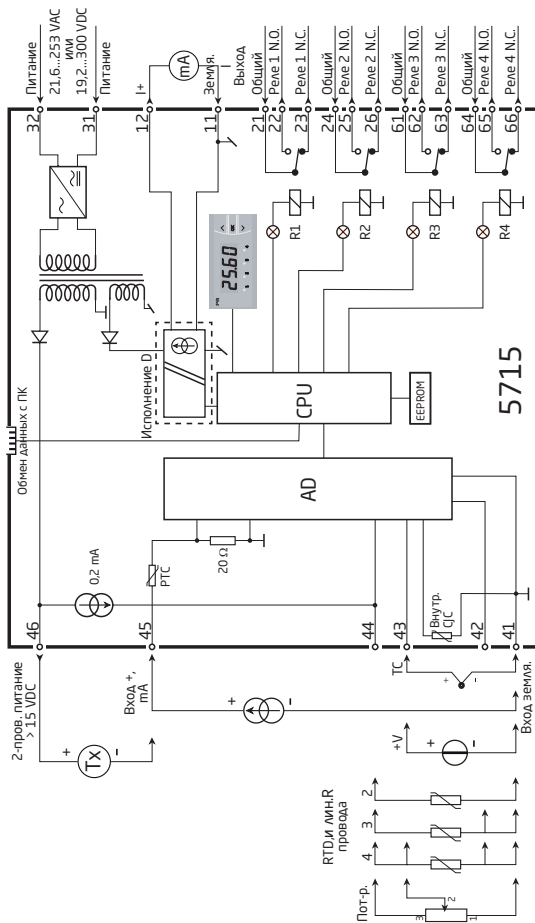 Питание
21,6...253 VAC
или
19,2...300 VDC
Питание
I+
mA
Земля.
Выход
Общий
Реле 1 N.O.
Реле 1 N.C.
Общий
Реле 2 N.O.
Реле 2 N.C.
Общий
Реле 3 N.O.
Реле 3 N.C.
Общий
Реле 4 N.O.
Реле 4 N.C.
32
31
12
11
21
22
23
24
25
26
61
62
63
64
65
66
R1
R2
R3
R4
25.60
OK
Обмен данных с ПК
Исполнение D
CPU
EEPROM
5715
AD
0,2 mA
PTC
20 Ω
Внутр.
CJC
46
45
44
43
42
41
2-пров. питание
> 15 VDC
+
Tx
-
Вход +,
mA
+
-
TC
+
-
Вход земля.
+V
+
-
RTD,и лин.R
провода
2
3
4
Пот-р.
3
2
1